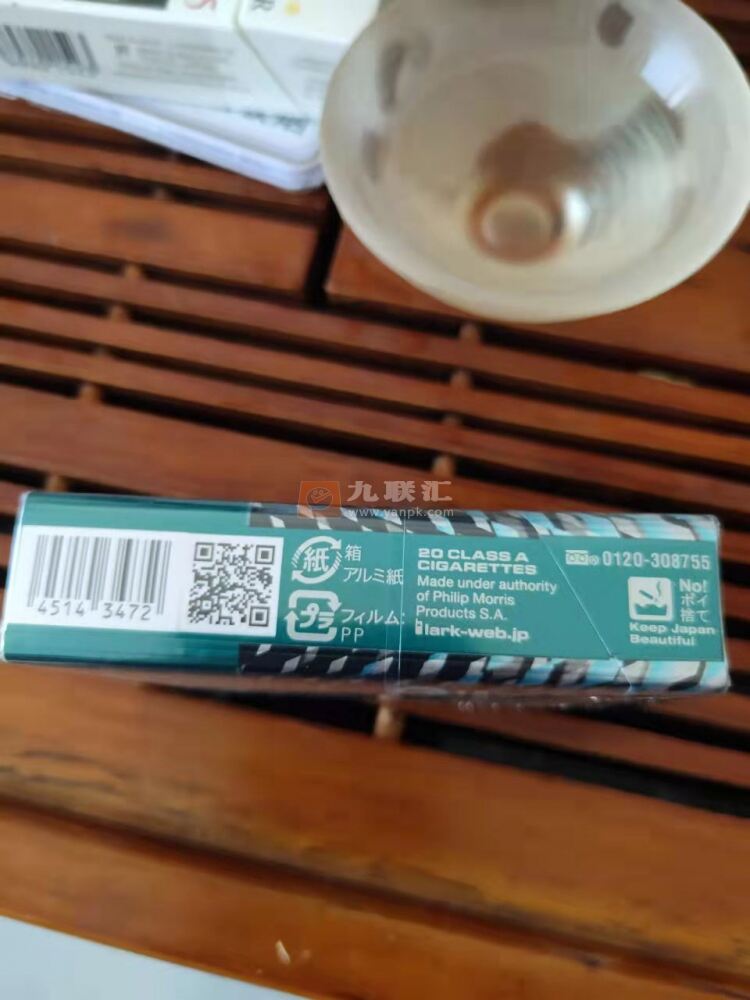 R
九联汇
www.yanpk.com
4514 3472
紙
箱
アルミ紙
プラ
フィルム:
PP
20 CLASS A
CIGARETTES
Made under authority
of Philip Morris
Products S.A.
lark-web.jp
0120-308755
No!
ポイ
捨て
Keep Japan
Beautiful